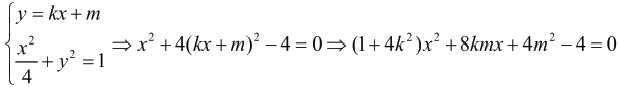 { y = kx + m
x²/4 + y² = 1 ⇒ x² + 4(kx + m)² − 4 = 0 ⇒ (1 + 4k²)x² + 8kmx + 4m² − 4 = 0